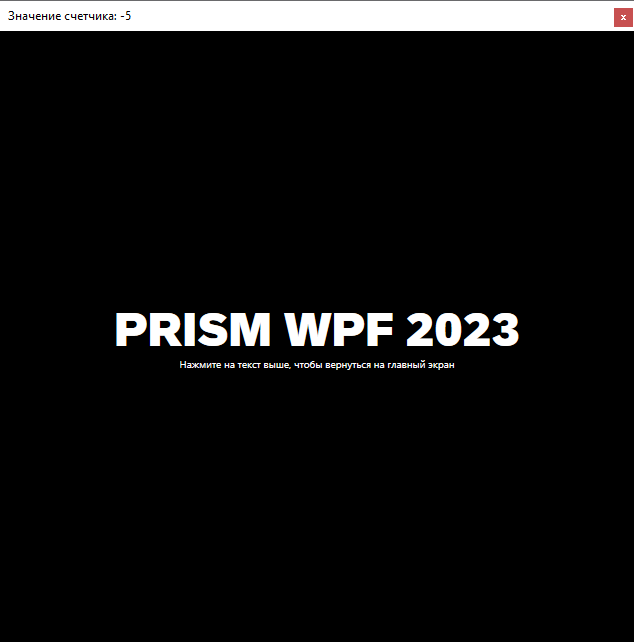 Значение счетчика: -5
x
PRISM WPF 2023
Нажмите на текст выше, чтобы вернуться на главный экран